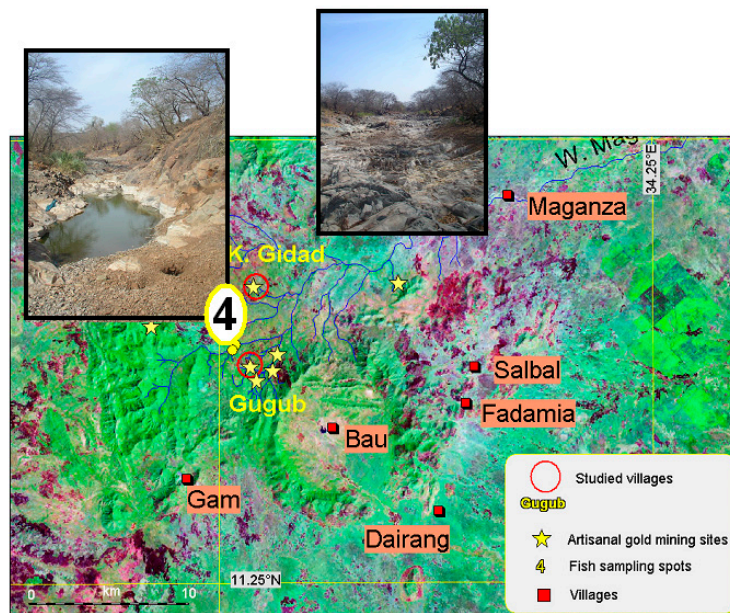 W. Mag
34.25°E
Maganza
K. Gidad
4
Salbal
Fadamia
Gugub
Bau
Gam
Dairang
11.25°N
0 km 10
Studied villages
Gugub
Artisanal gold mining sites
4 Fish sampling spots
Villages